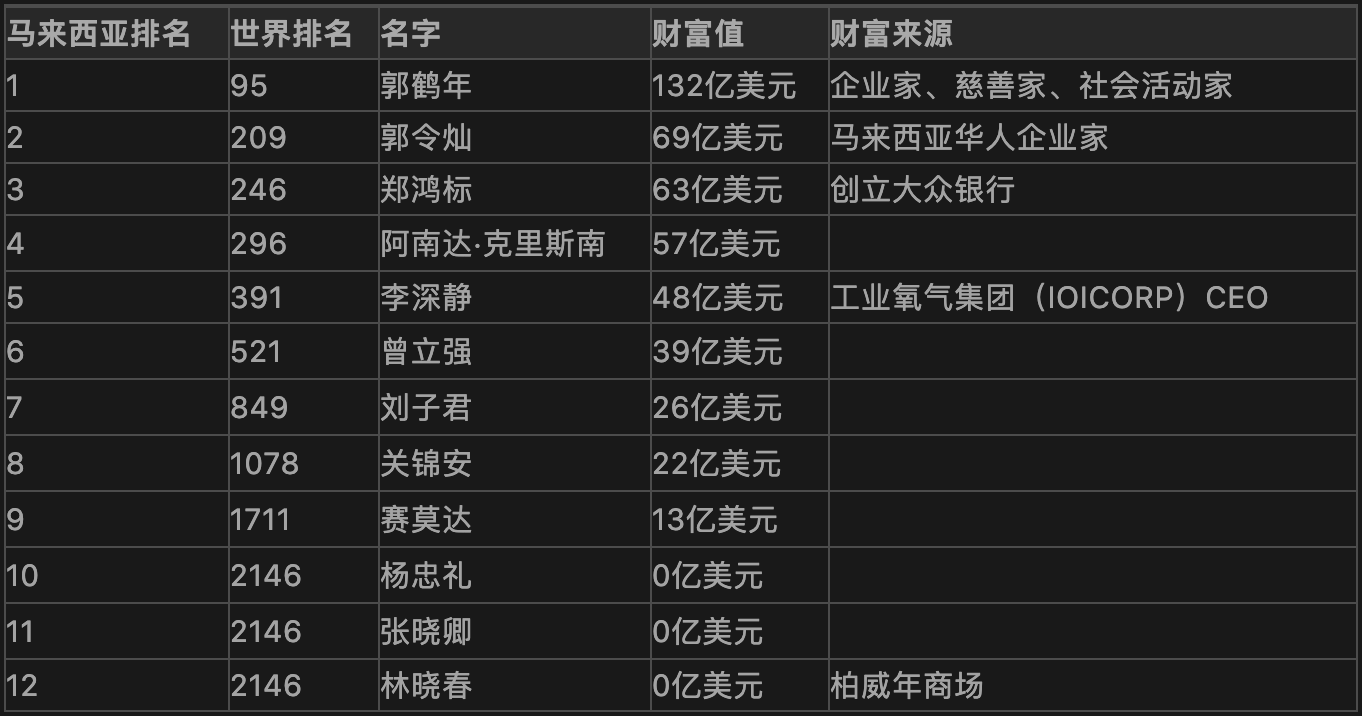 马来西亚排名 世界排名 名字 财富值 财富来源
1 95 郭鹤年 132亿美元 企业家、慈善家、社会活动家
2 209 郭令灿 69亿美元 马来西亚华人企业家
3 246 郑鸿标 63亿美元 创立大众银行
4 296 阿南达·克里斯南 57亿美元
5 391 李深静 48亿美元 工业氧气集团（IOICORP）CEO
6 521 曾立强 39亿美元
7 849 刘子君 26亿美元
8 1078 关锦安 22亿美元
9 1711 赛莫达 13亿美元
10 2146 杨忠礼 0亿美元
11 2146 张晓卿 0亿美元
12 2146 林晓春 0亿美元 柏威年商场